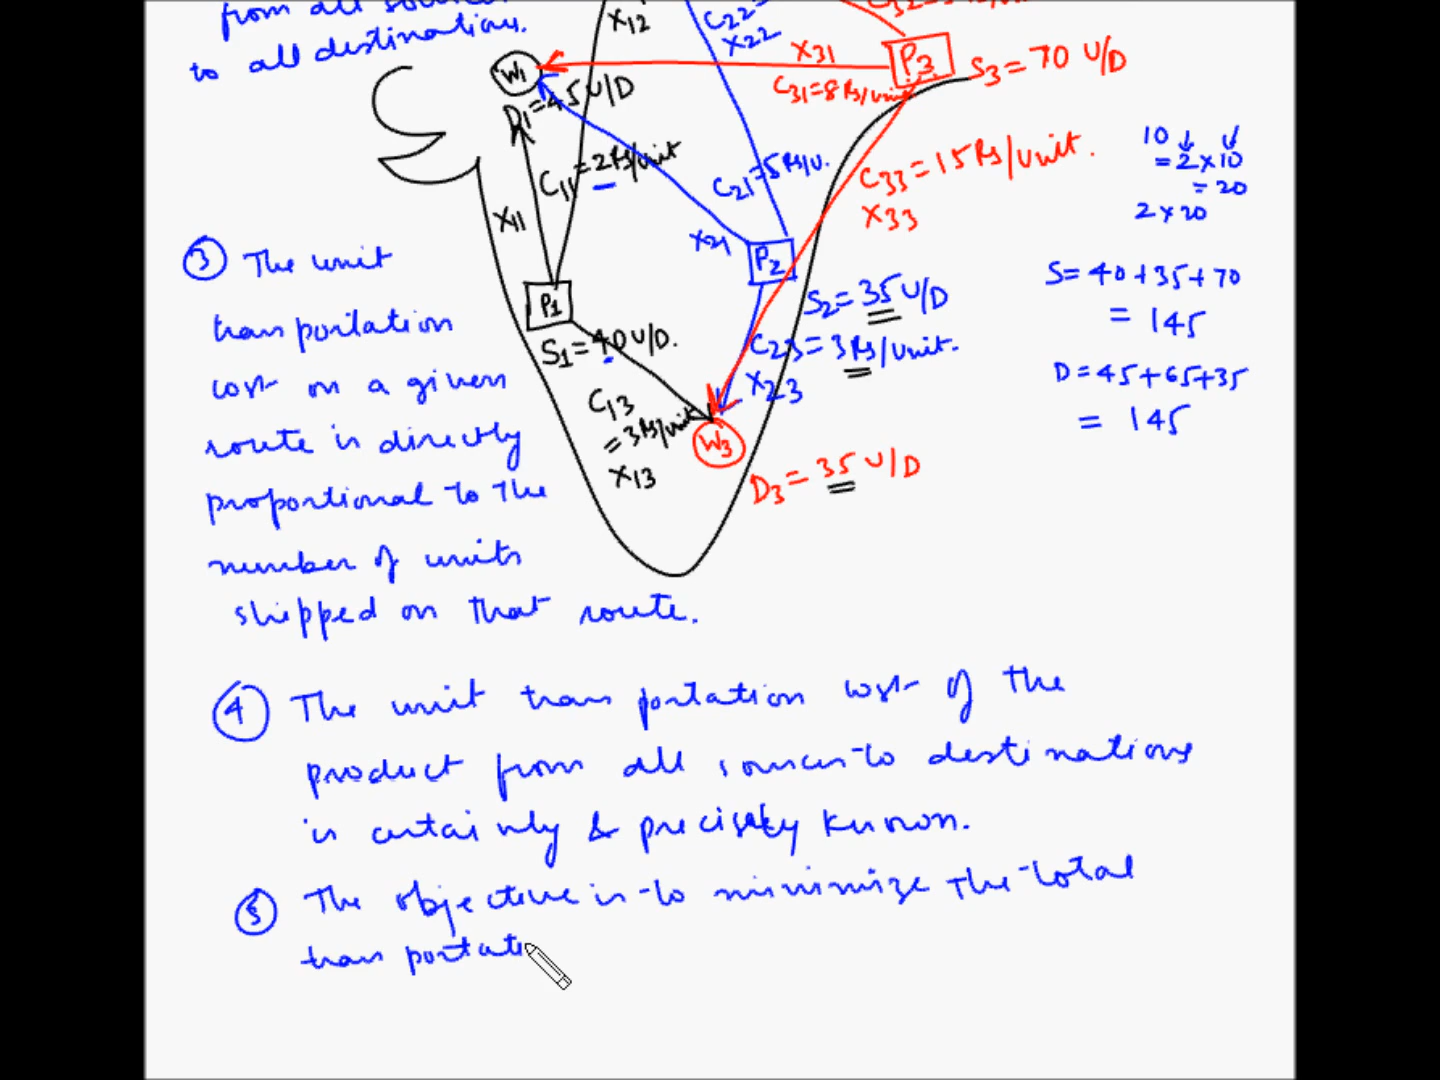 from all
to all destinations.
X12
C22=
X22
X31
P3
S3 = 70 U/D
W1
D1=45 U/D
C31=8 Rs/unit
C11=2Rs/unit
C21=5 Rs/U.
C33 = 15 Rs/unit.
X33
10
= 2 x 10
= 20
2 x 20
X11
X21
P2
③ The unit
transportation
cost on a given
route is directly
proportional to the
number of units
shipped on that route.
P1
S1 = 40 U/D.
S2 = 35 U/D
C23 = 3 Rs/unit.
X23
S = 40 + 35 + 70
= 145
D = 45 + 65 + 35
= 145
C13
= 3 Rs/unit
X13
W3
D3 = 35 U/D
④ The unit transportation cost of the
product from all sources to destinations
is certainly & precisely known.
⑤ The objective is to minimize the total
transportati